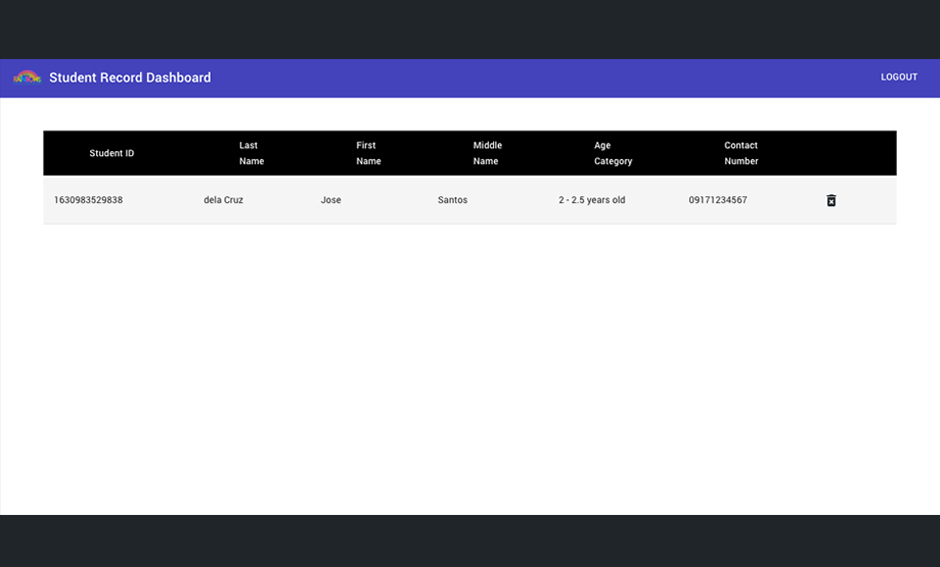 Student Record Dashboard
LOGOUT
Student ID
Last
Name
First
Name
Middle
Name
Age
Category
Contact
Number
1630983529838
dela Cruz
Jose
Santos
2 - 2.5 years old
09171234567